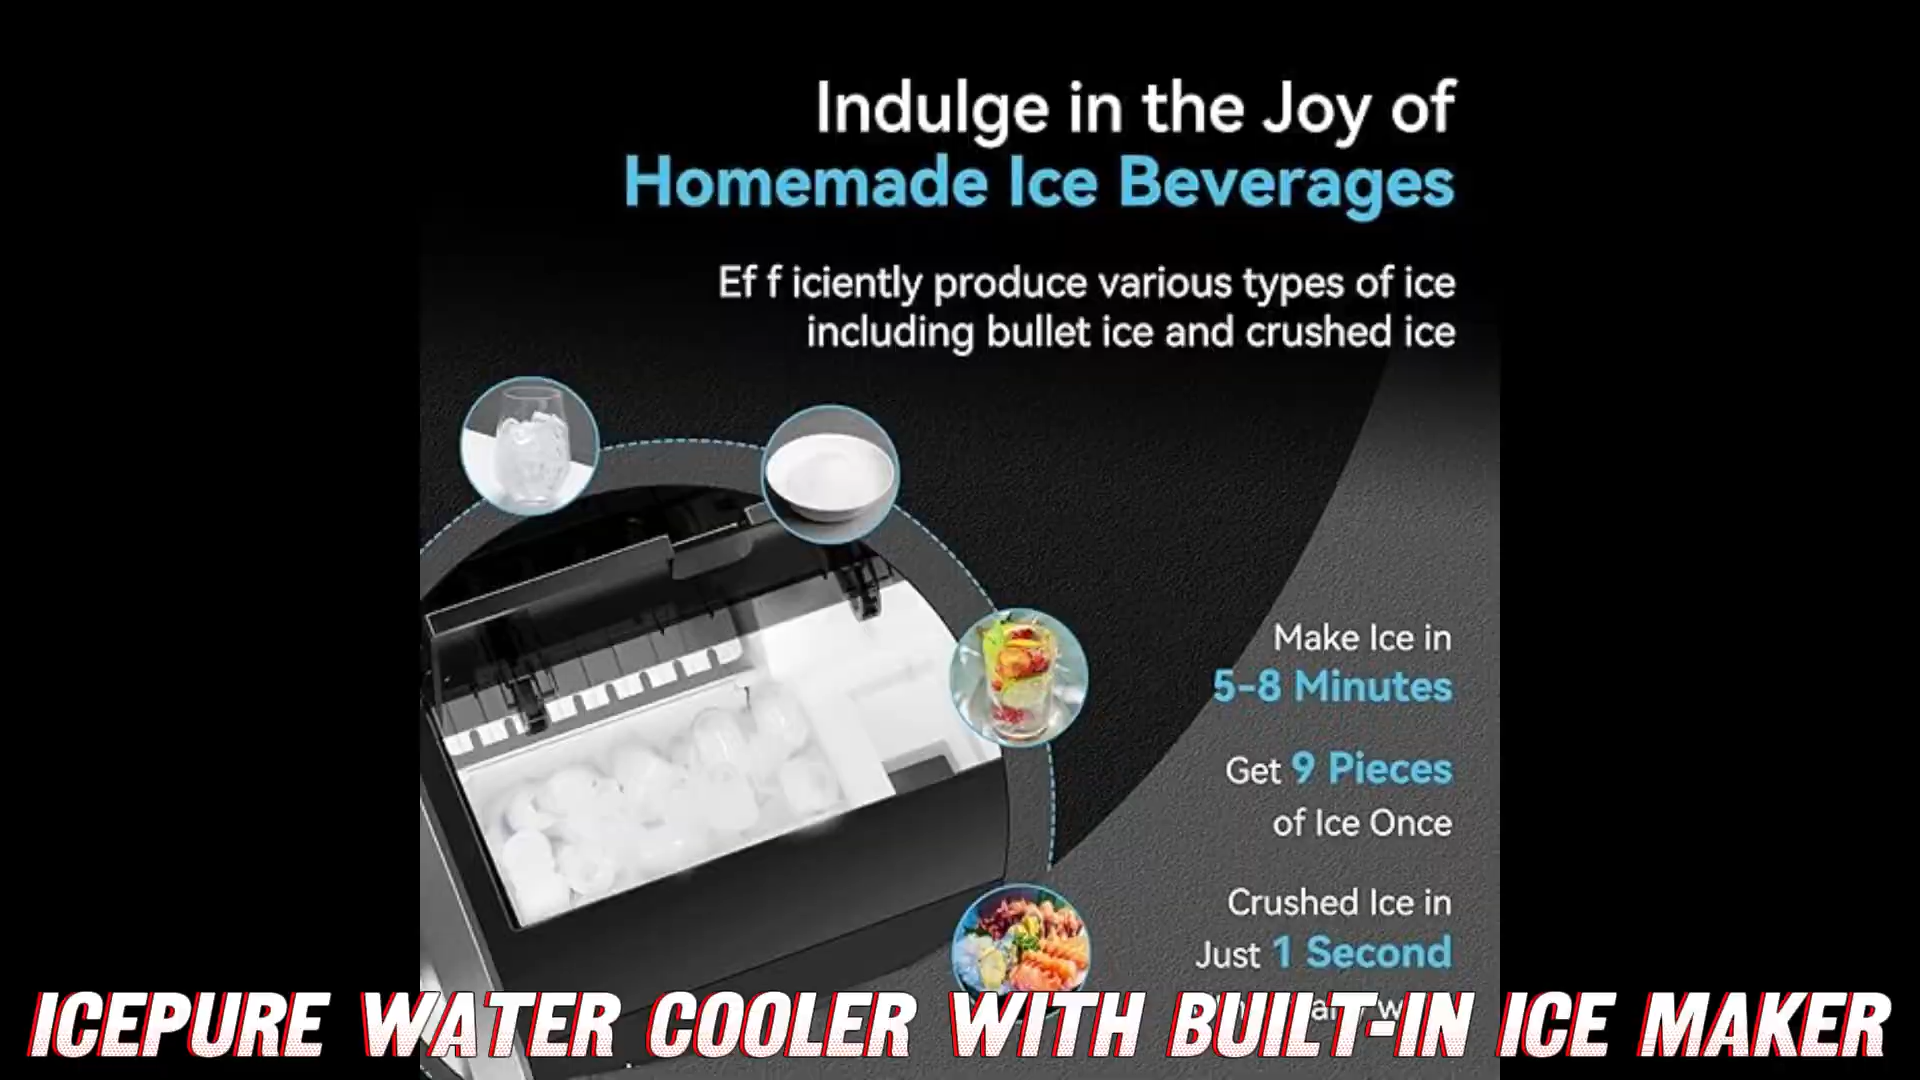 Indulge in the Joy of
Homemade Ice Beverages
Ef f iciently produce various types of ice
including bullet ice and crushed ice
Make Ice in
5-8 Minutes
Get 9 Pieces
of Ice Once
Crushed Ice in
Just 1 Second
ICEPURE WATER COOLER WITH BUILT-IN ICE MAKER